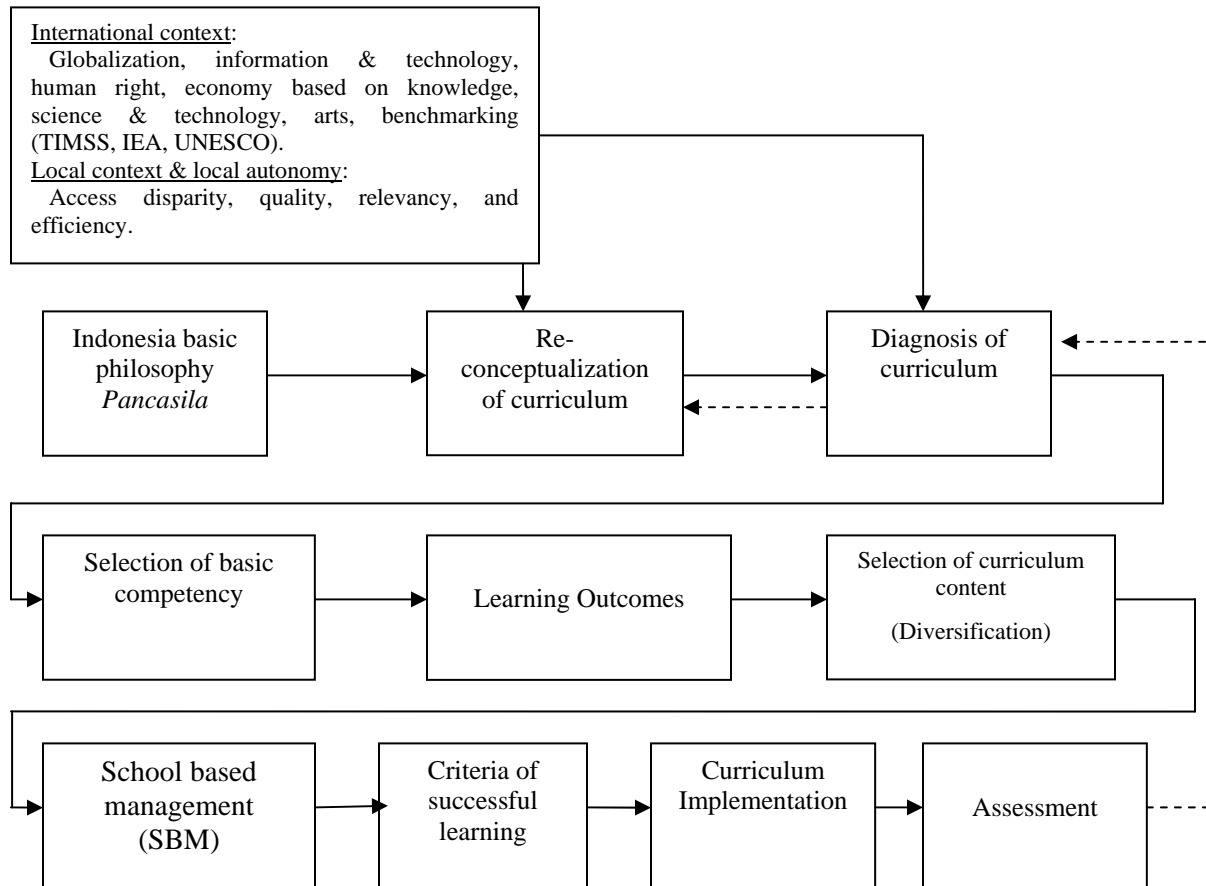 International context:
Globalization, information & technology,
human right, economy based on knowledge,
science & technology, arts, benchmarking
(TIMSS, IEA, UNESCO).
Local context & local autonomy:
Access disparity, quality, relevancy, and
efficiency.
Indonesia basic
philosophy
Pancasila
Re-
conceptualization
of curriculum
Diagnosis of
curriculum
Selection of basic
competency
Learning Outcomes
Selection of curriculum
content
(Diversification)
School based
management
(SBM)
Criteria of
successful
learning
Curriculum
Implementation
Assessment